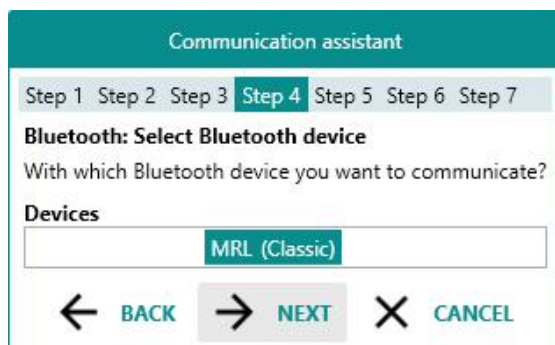 Communication assistant
Step 1 Step 2 Step 3 Step 4 Step 5 Step 6 Step 7
Bluetooth: Select Bluetooth device
With which Bluetooth device you want to communicate?
Devices
MRL (Classic)
BACK NEXT CANCEL